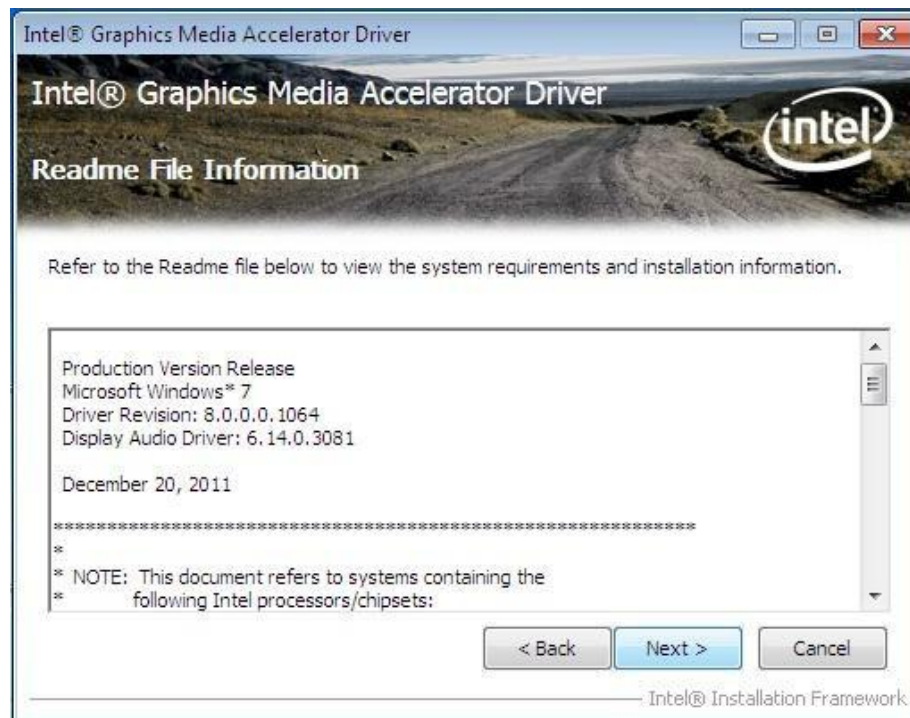 Intel® Graphics Media Accelerator Driver
Intel® Graphics Media Accelerator Driver
intel
Readme File Information
Refer to the Readme file below to view the system requirements and installation information.
Production Version Release
Microsoft Windows* 7
Driver Revision: 8.0.0.0.1064
Display Audio Driver: 6.14.0.3081
December 20, 2011
*************************************************************
*
* NOTE: This document refers to systems containing the
* following Intel processors/chipsets:
< Back Next > Cancel
Intel® Installation Framework